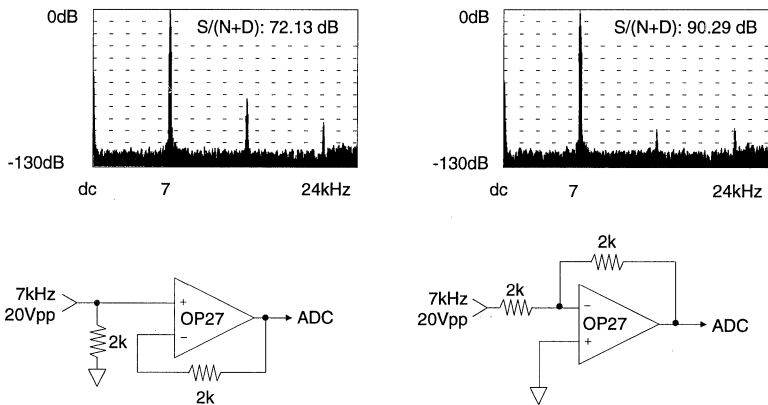 0dB
S/(N+D): 72.13 dB
-130dB
dc 7 24kHz
0dB
S/(N+D): 90.29 dB
-130dB
dc 7 24kHz
7kHz
20Vpp
2k
+
-
OP27
ADC
2k
7kHz
20Vpp
2k
2k
-
+
OP27
ADC